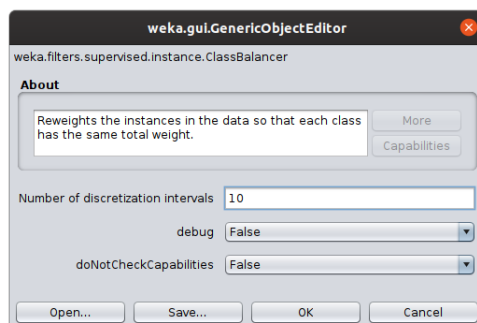 weka.gui.GenericObjectEditor
weka.filters.supervised.instance.ClassBalancer
About
Reweights the instances in the data so that each class
has the same total weight.
More
Capabilities
Number of discretization intervals 10
debug False
doNotCheckCapabilities False
Open... Save... OK Cancel